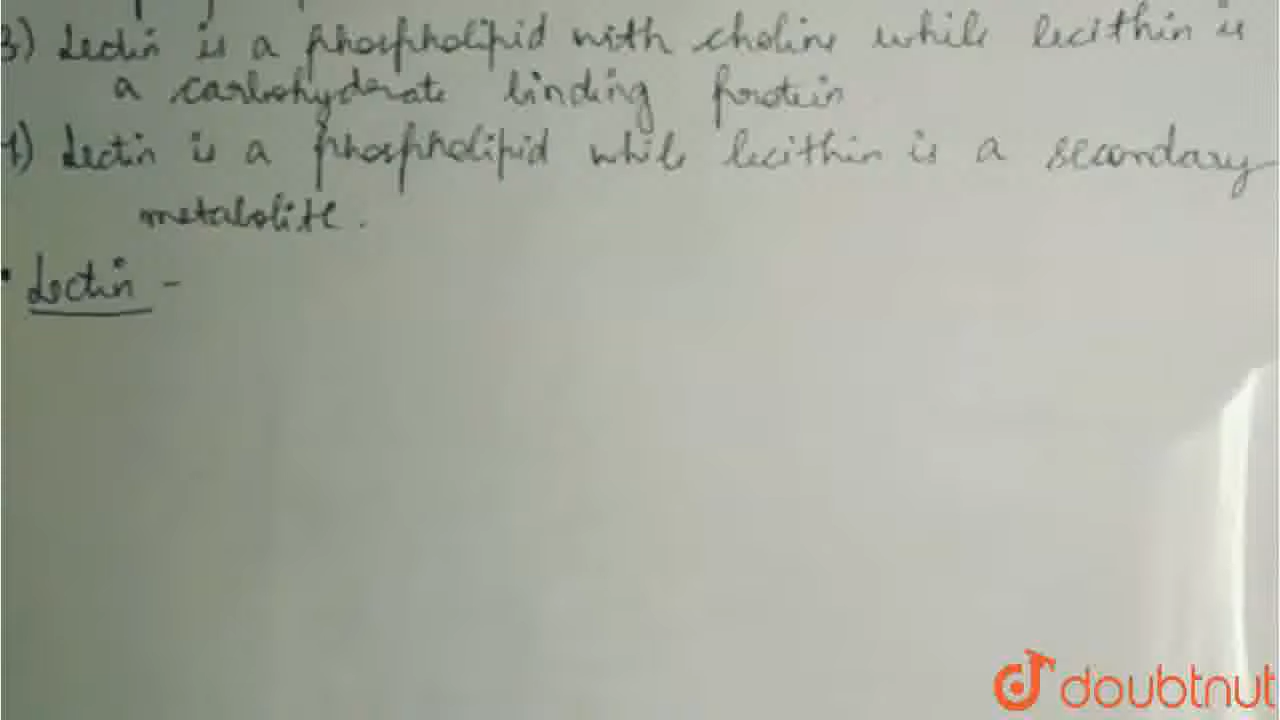 3) Lectin is a phospholipid with choline while lecithin is
a carbohyderate binding protein
4) Lectin is a phospholipid while lecithin is a secondary
metabolite.
• Lectin -
doubtnut